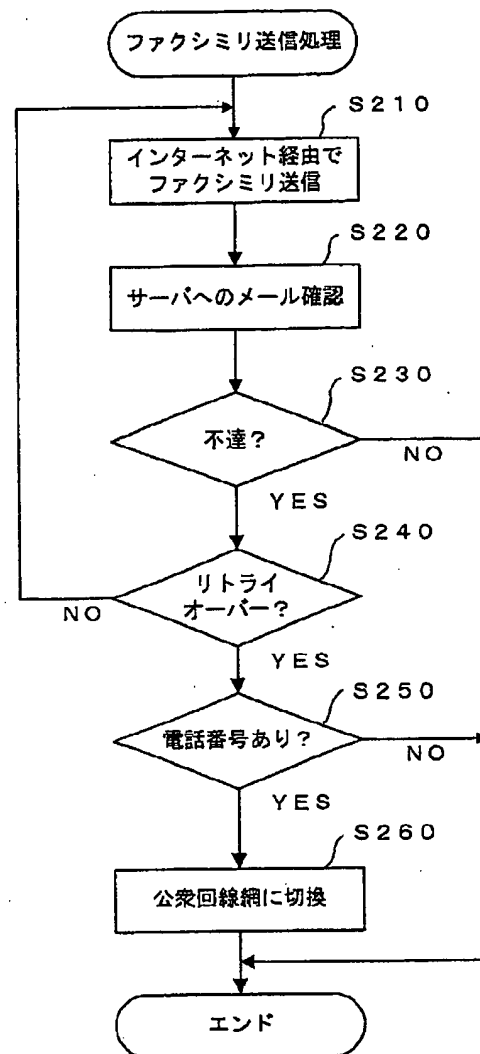 ファクシミリ送信処理
S210
インターネット経由で
ファクシミリ送信
S220
サーバへのメール確認
S230
不達?
NO
YES
S240
リトライ
オーバー?
NO
YES
S250
電話番号あり?
NO
YES
S260
公衆回線網に切換
エンド